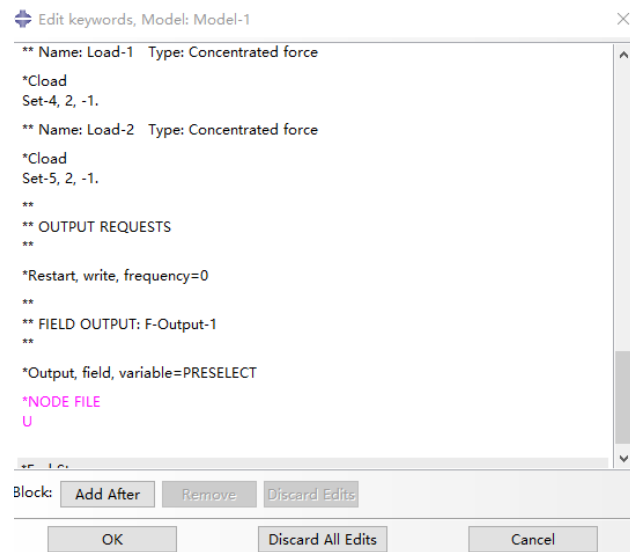 Edit keywords, Model: Model-1
** Name: Load-1   Type: Concentrated force
*Cload
Set-4, 2, -1.
** Name: Load-2   Type: Concentrated force
*Cload
Set-5, 2, -1.
**
** OUTPUT REQUESTS
**
*Restart, write, frequency=0
**
** FIELD OUTPUT: F-Output-1
**
*Output, field, variable=PRESELECT
*NODE FILE
U
Block: Add After Remove Discard Edits
OK Discard All Edits Cancel